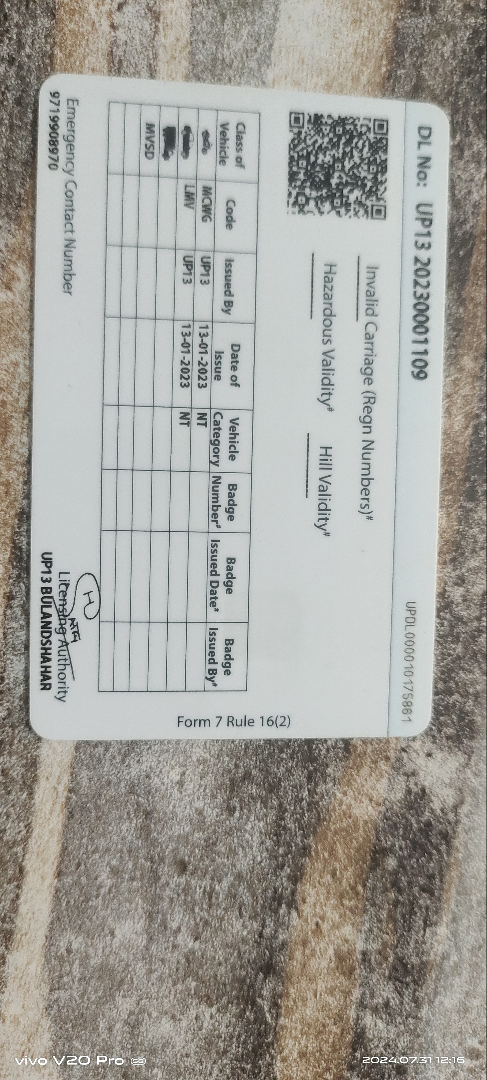 DL No: UP13 20230001109
UPDL000010175861
Invalid Carriage (Regn Numbers)#
Hazardous Validity# Hill Validity#
Form 7 Rule 16(2)
Class of Vehicle Code Issued By Date of Issue Vehicle Category Badge Number# Badge Issued Date# Badge Issued By#
MCWG UP13 13-01-2023 NT
LMV UP13 13-01-2023 NT
MVSD
Emergency Contact Number
9719908970
Licensing Authority
UP13 BULANDSHAHAR
vivo V20 Pro
2024.07.31 12:16